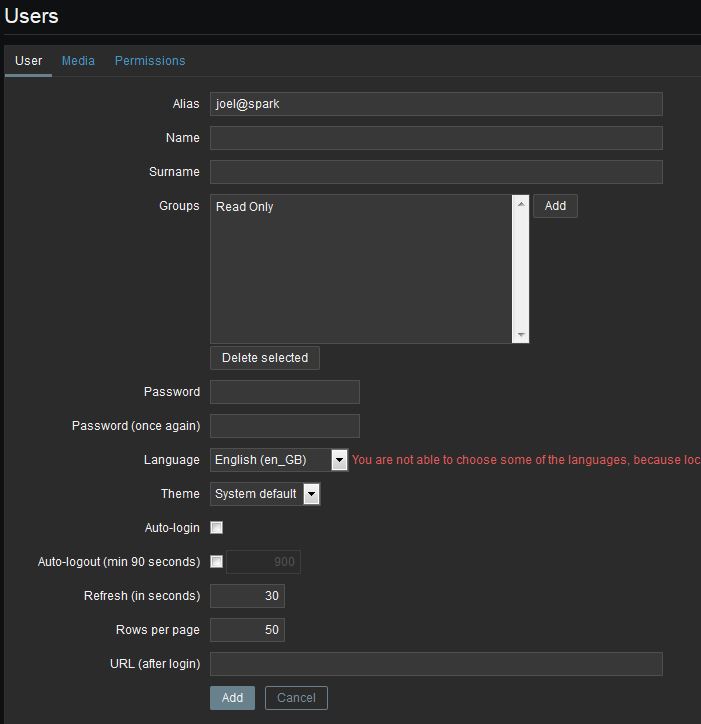 Users
User Media Permissions
Alias joel@spark
Name
Surname
Groups Read Only Add
Delete selected
Password
Password (once again)
Language English (en_GB) You are not able to choose some of the languages, because loc
Theme System default
Auto-login
Auto-logout (min 90 seconds) 900
Refresh (in seconds) 30
Rows per page 50
URL (after login)
Add Cancel